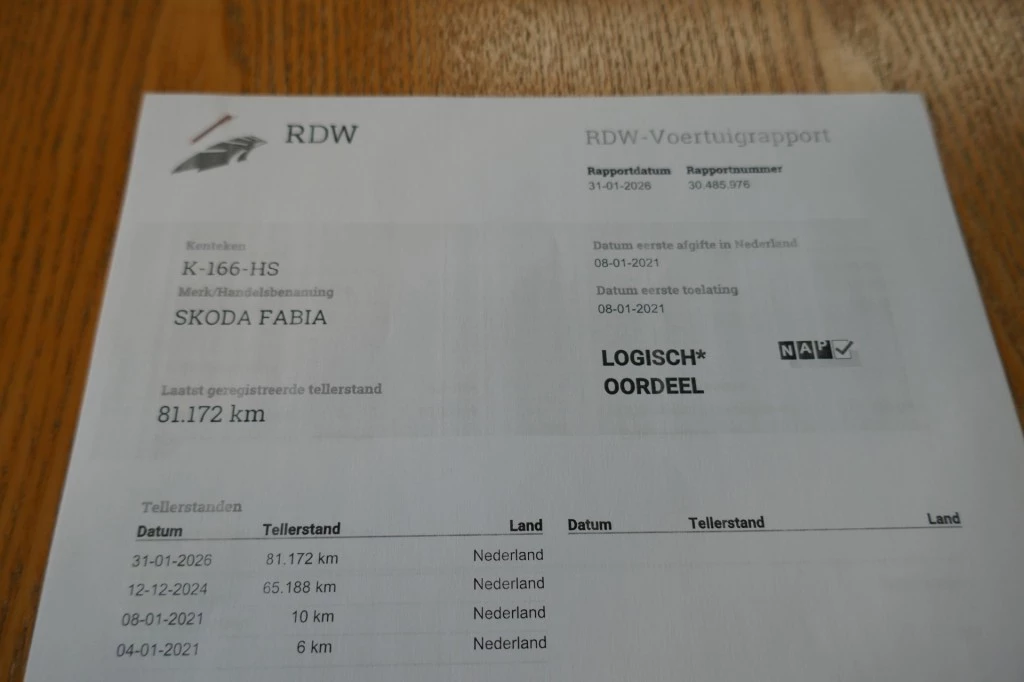 RDW
RDW-Voertuigrapport
Rapportdatum Rapportnummer
31-01-2026 30.485.976
Kenteken
K-166-HS
Merk/Handelsbenaming
SKODA FABIA
Laatst geregistreerde tellerstand
81.172 km
Datum eerste afgifte in Nederland
08-01-2021
Datum eerste toelating
08-01-2021
LOGISCH*
OORDEEL
NAP
Tellerstanden
Datum Tellerstand Land Datum Tellerstand Land
31-01-2026 81.172 km Nederland
12-12-2024 65.188 km Nederland
08-01-2021 10 km Nederland
04-01-2021 6 km Nederland